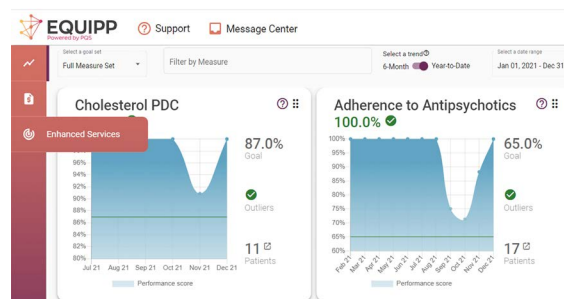 EQUIPP
Powered by PQS
Support
Message Center
Select a goal set
Full Measure Set
Filter by Measure
Select a trend
6-Month
Year-to-Date
Select a date range
Jan 01, 2021 - Dec 31
Enhanced Services
Cholesterol PDC
96%
94%
92%
90%
88%
86%
84%
82%
80%
Jul 21 Aug 21 Sep 21 Oct 21 Nov 21 Dec 21
Performance score
87.0%
Goal
Outliers
11
Patients
Adherence to Antipsychotics
100.0%
100%
95%
90%
85%
80%
75%
70%
65%
60%
Feb 21 Mar 21 Apr 21 May 21 Jun 21 Jul 21 Aug 21 Sep 21 Oct 21 Nov 21 Dec 21
Performance score
65.0%
Goal
Outliers
17
Patients